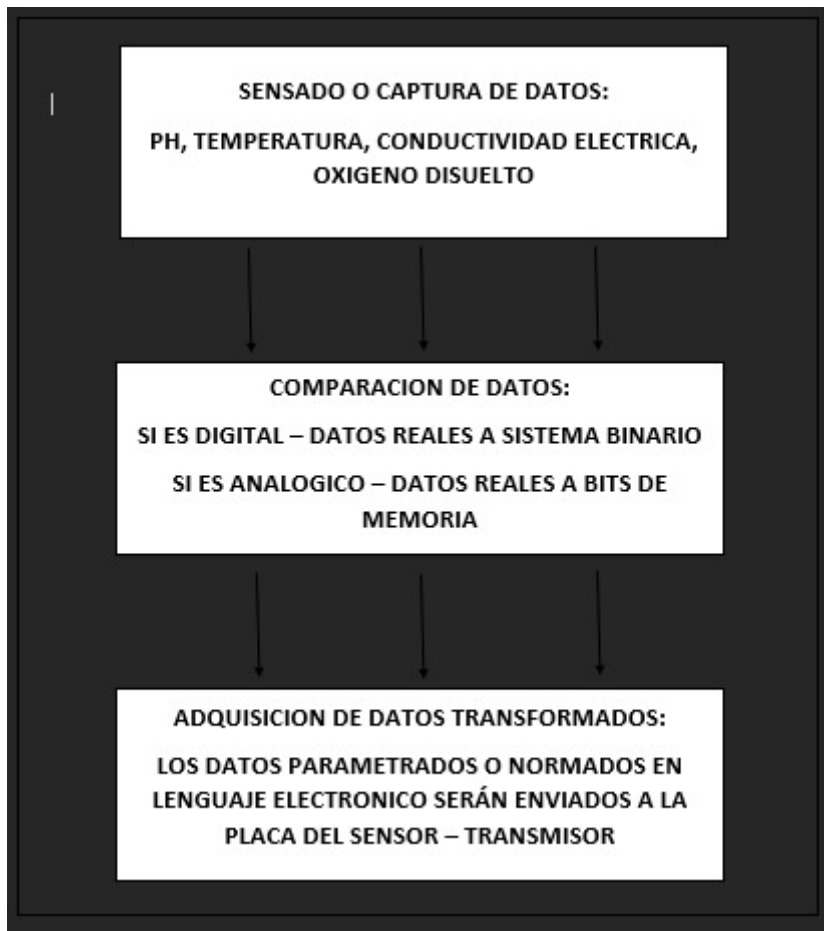 SENSADO O CAPTURA DE DATOS:
PH, TEMPERATURA, CONDUCTIVIDAD ELECTRICA,
OXIGENO DISUELTO
COMPARACION DE DATOS:
SI ES DIGITAL – DATOS REALES A SISTEMA BINARIO
SI ES ANALOGICO – DATOS REALES A BITS DE
MEMORIA
ADQUISICION DE DATOS TRANSFORMADOS:
LOS DATOS PARAMETRADOS O NORMADOS EN
LENGUAJE ELECTRONICO SERÁN ENVIADOS A LA
PLACA DEL SENSOR – TRANSMISOR